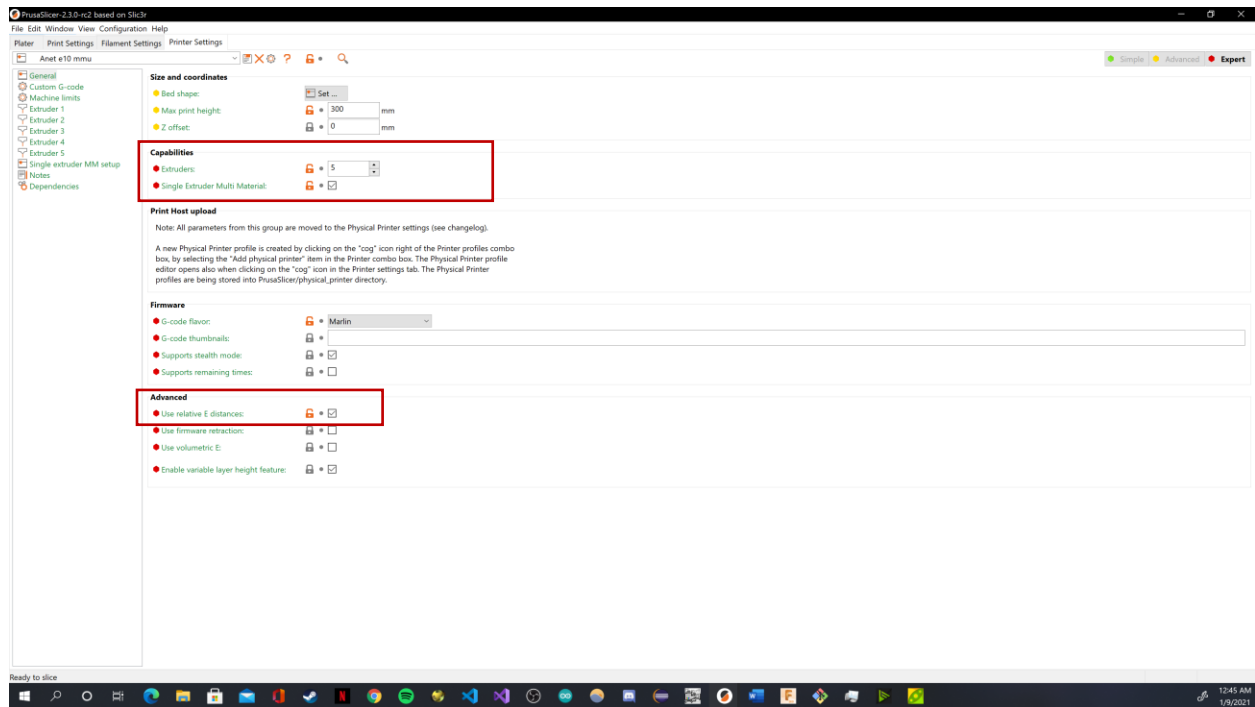 PrusaSlicer-2.3.0-rc2 based on Slic3r
File Edit Window View Configuration Help
Plater Print Settings Filament Settings Printer Settings
Anet e10 mmu
? Simple Advanced Expert
General
Custom G-code
Machine limits
Extruder 1
Extruder 2
Extruder 3
Extruder 4
Extruder 5
Single extruder MM setup
Notes
Dependencies
Size and coordinates
Bed shape: Set ...
Max print height: 300 mm
Z offset: 0 mm
Capabilities
Extruders: 5
Single Extruder Multi Material:
Print Host upload
Note: All parameters from this group are moved to the Physical Printer settings (see changelog).
A new Physical Printer profile is created by clicking on the "cog" icon right of the Printer profiles combo
box, by selecting the "Add physical printer" item in the Printer combo box. The Physical Printer profile
editor opens also when clicking on the "cog" icon in the Printer settings tab. The Physical Printer
profiles are being stored into PrusaSlicer/physical_printer directory.
Firmware
G-code flavor: Marlin
G-code thumbnails:
Supports stealth mode:
Supports remaining times:
Advanced
Use relative E distances:
Use firmware retraction:
Use volumetric E:
Enable variable layer height feature:
Ready to slice
12:45 AM
1/9/2021